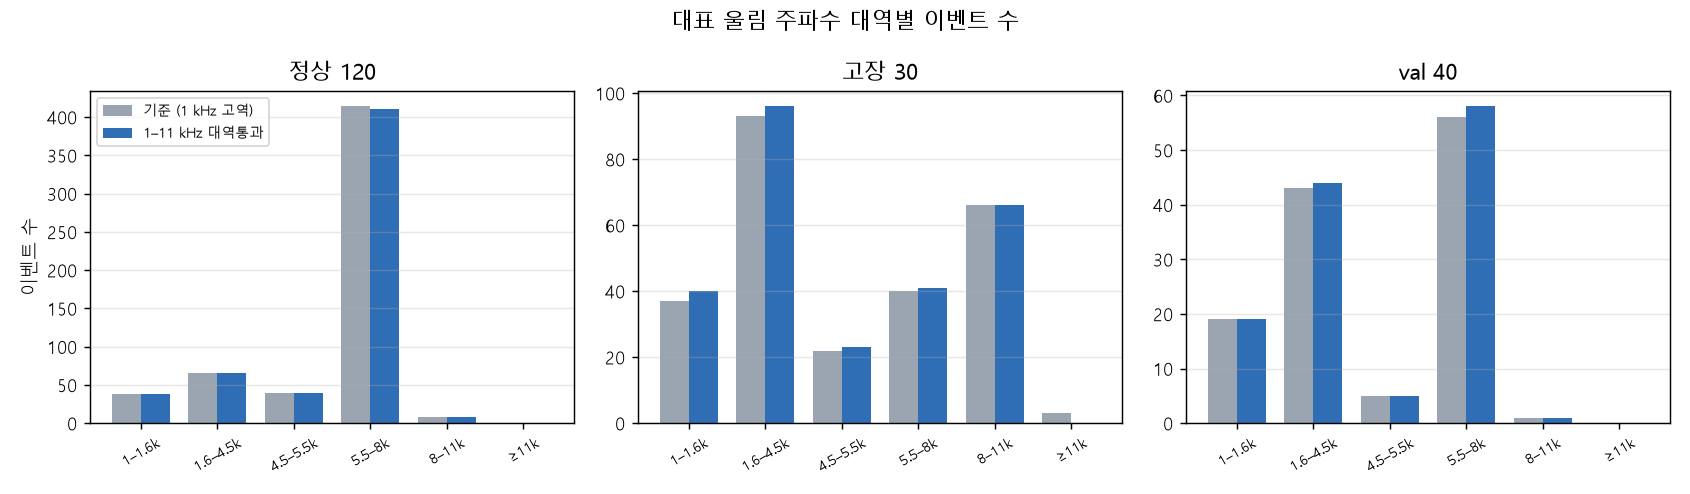 대표 울림 주파수 대역별 이벤트 수
정상 120
고장 30
val 40
기준 (1 kHz 고역)
1–11 kHz 대역통과
이벤트 수
400
350
300
250
200
150
100
50
0
1–1.6k
1.6–4.5k
4.5–5.5k
5.5–8k
8–11k
≥11k
100
80
60
40
20
0
1–1.6k
1.6–4.5k
4.5–5.5k
5.5–8k
8–11k
≥11k
60
50
40
30
20
10
0
1–1.6k
1.6–4.5k
4.5–5.5k
5.5–8k
8–11k
≥11k